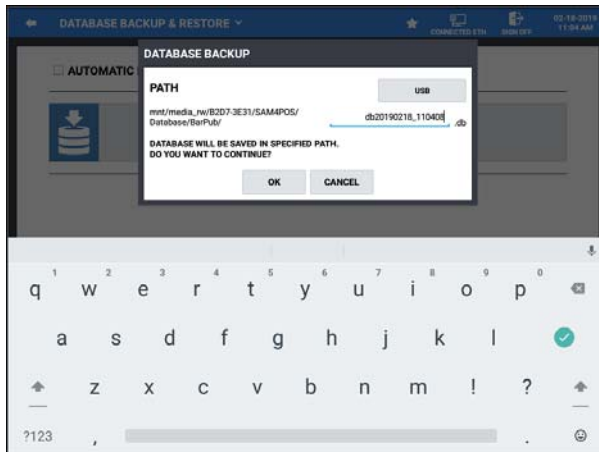 DATABASE BACKUP & RESTORE
02-18-2019
CONNECTED ETH
SIGN OFF
11:04 AM
AUTOMATIC
DATABASE BACKUP
PATH
USB
mnt/media_rw/B2D7-3E31/SAM4POS/
Database/BarPub/
db20190218_110408
.db
DATABASE WILL BE SAVED IN SPECIFIED PATH.
DO YOU WANT TO CONTINUE?
OK
CANCEL
1 2 3 4 5 6 7 8 9 0
q w e r t y u i o p
a s d f g h j k l
z x c v b n m ! ?
?123 , .